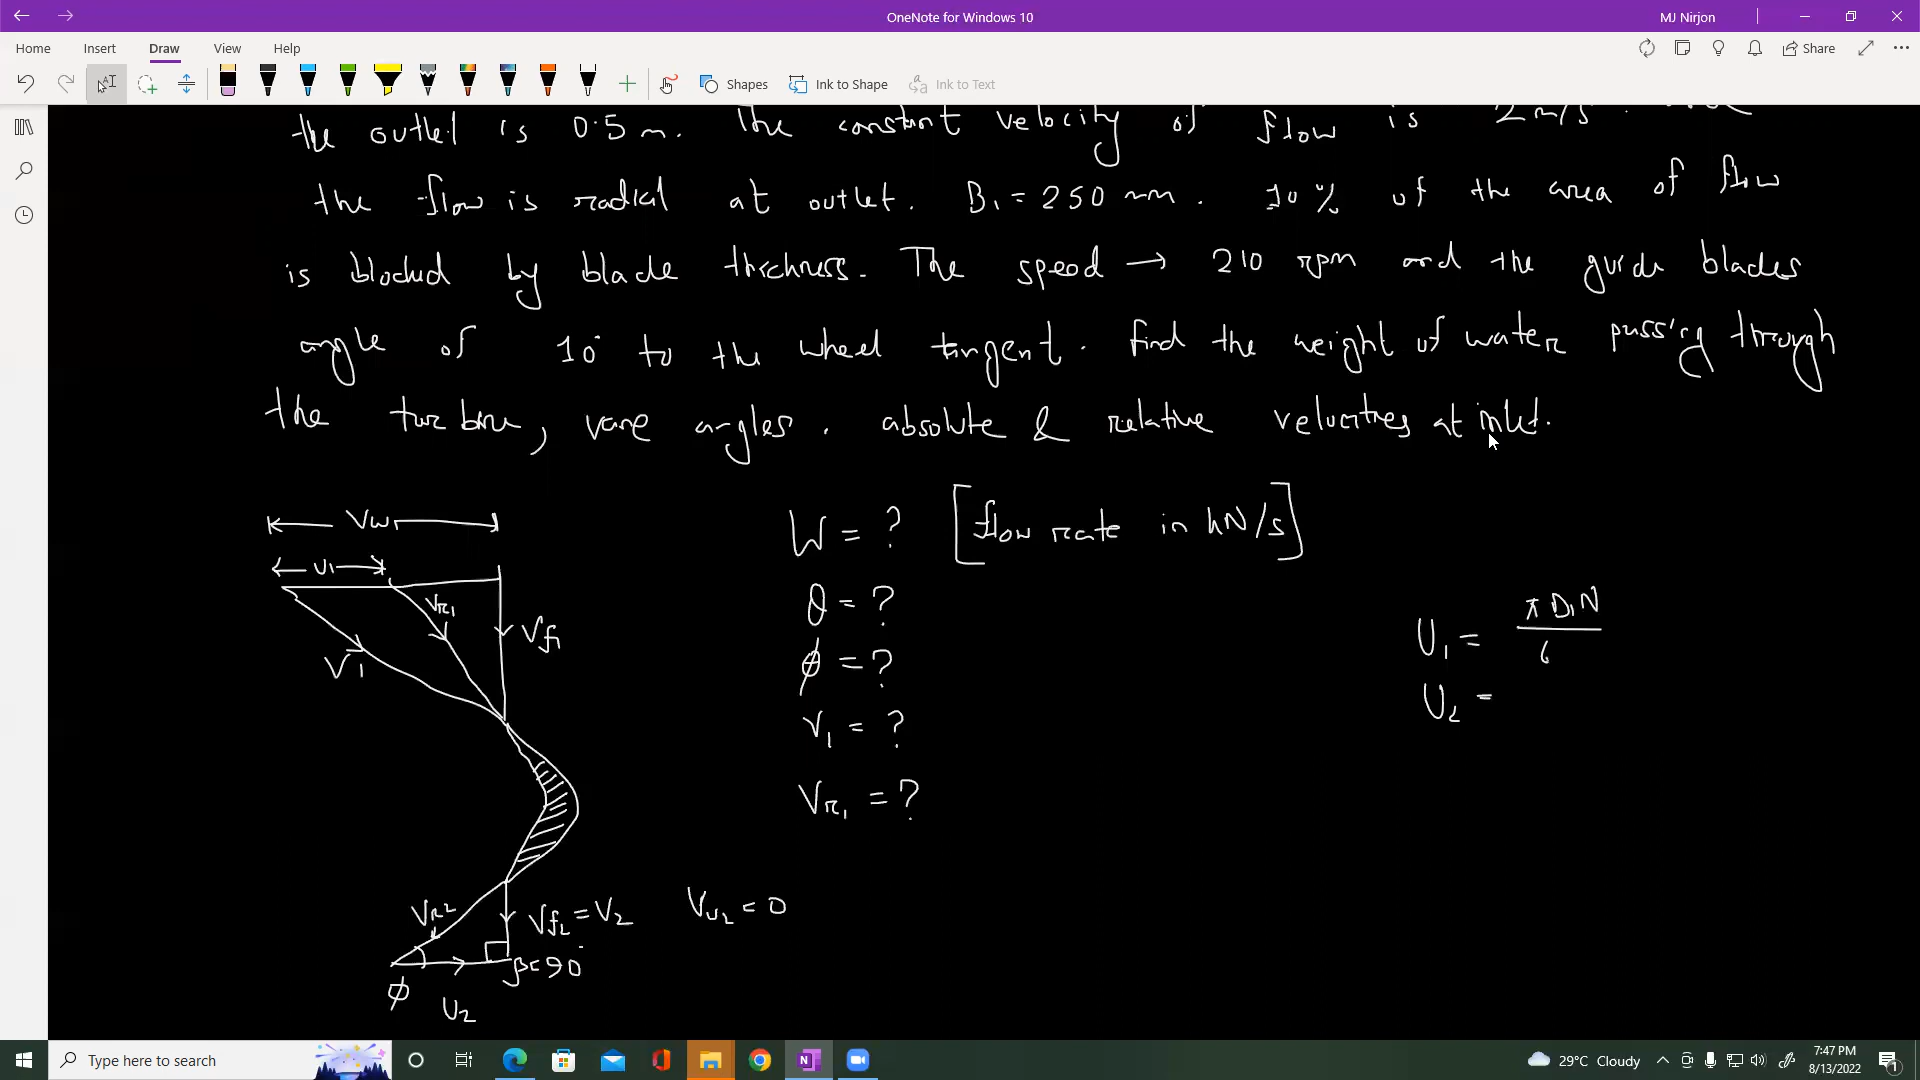 OneNote for Windows 10
MJ Nirjon
Home Insert Draw View Help
Share
Shapes Ink to Shape Ink to Text
the outlet is 0.5 m. The constant velocity of flow is 2 m/s.
the flow is radial at outlet. B1 = 250 mm. 10% of the area of flow
is blocked by blade thickness. The speed → 210 rpm and the guide blades
angle of 10° to the wheel tangent. Find the weight of water passing through
the turbine, vane angles. absolute & relative velocities at inlet.
Vw1
W = ? [flow rate in kN/s]
U1
Vr1
Vf1
V1
θ = ?
ϕ = ?
V1 = ?
Vr1 = ?
U1 = πD1N / 6
U2 =
Vr2
Vf2 = V2
Vw2 = 0
β = 90°
ϕ
U2
Type here to search
29°C Cloudy
7:47 PM
8/13/2022
1